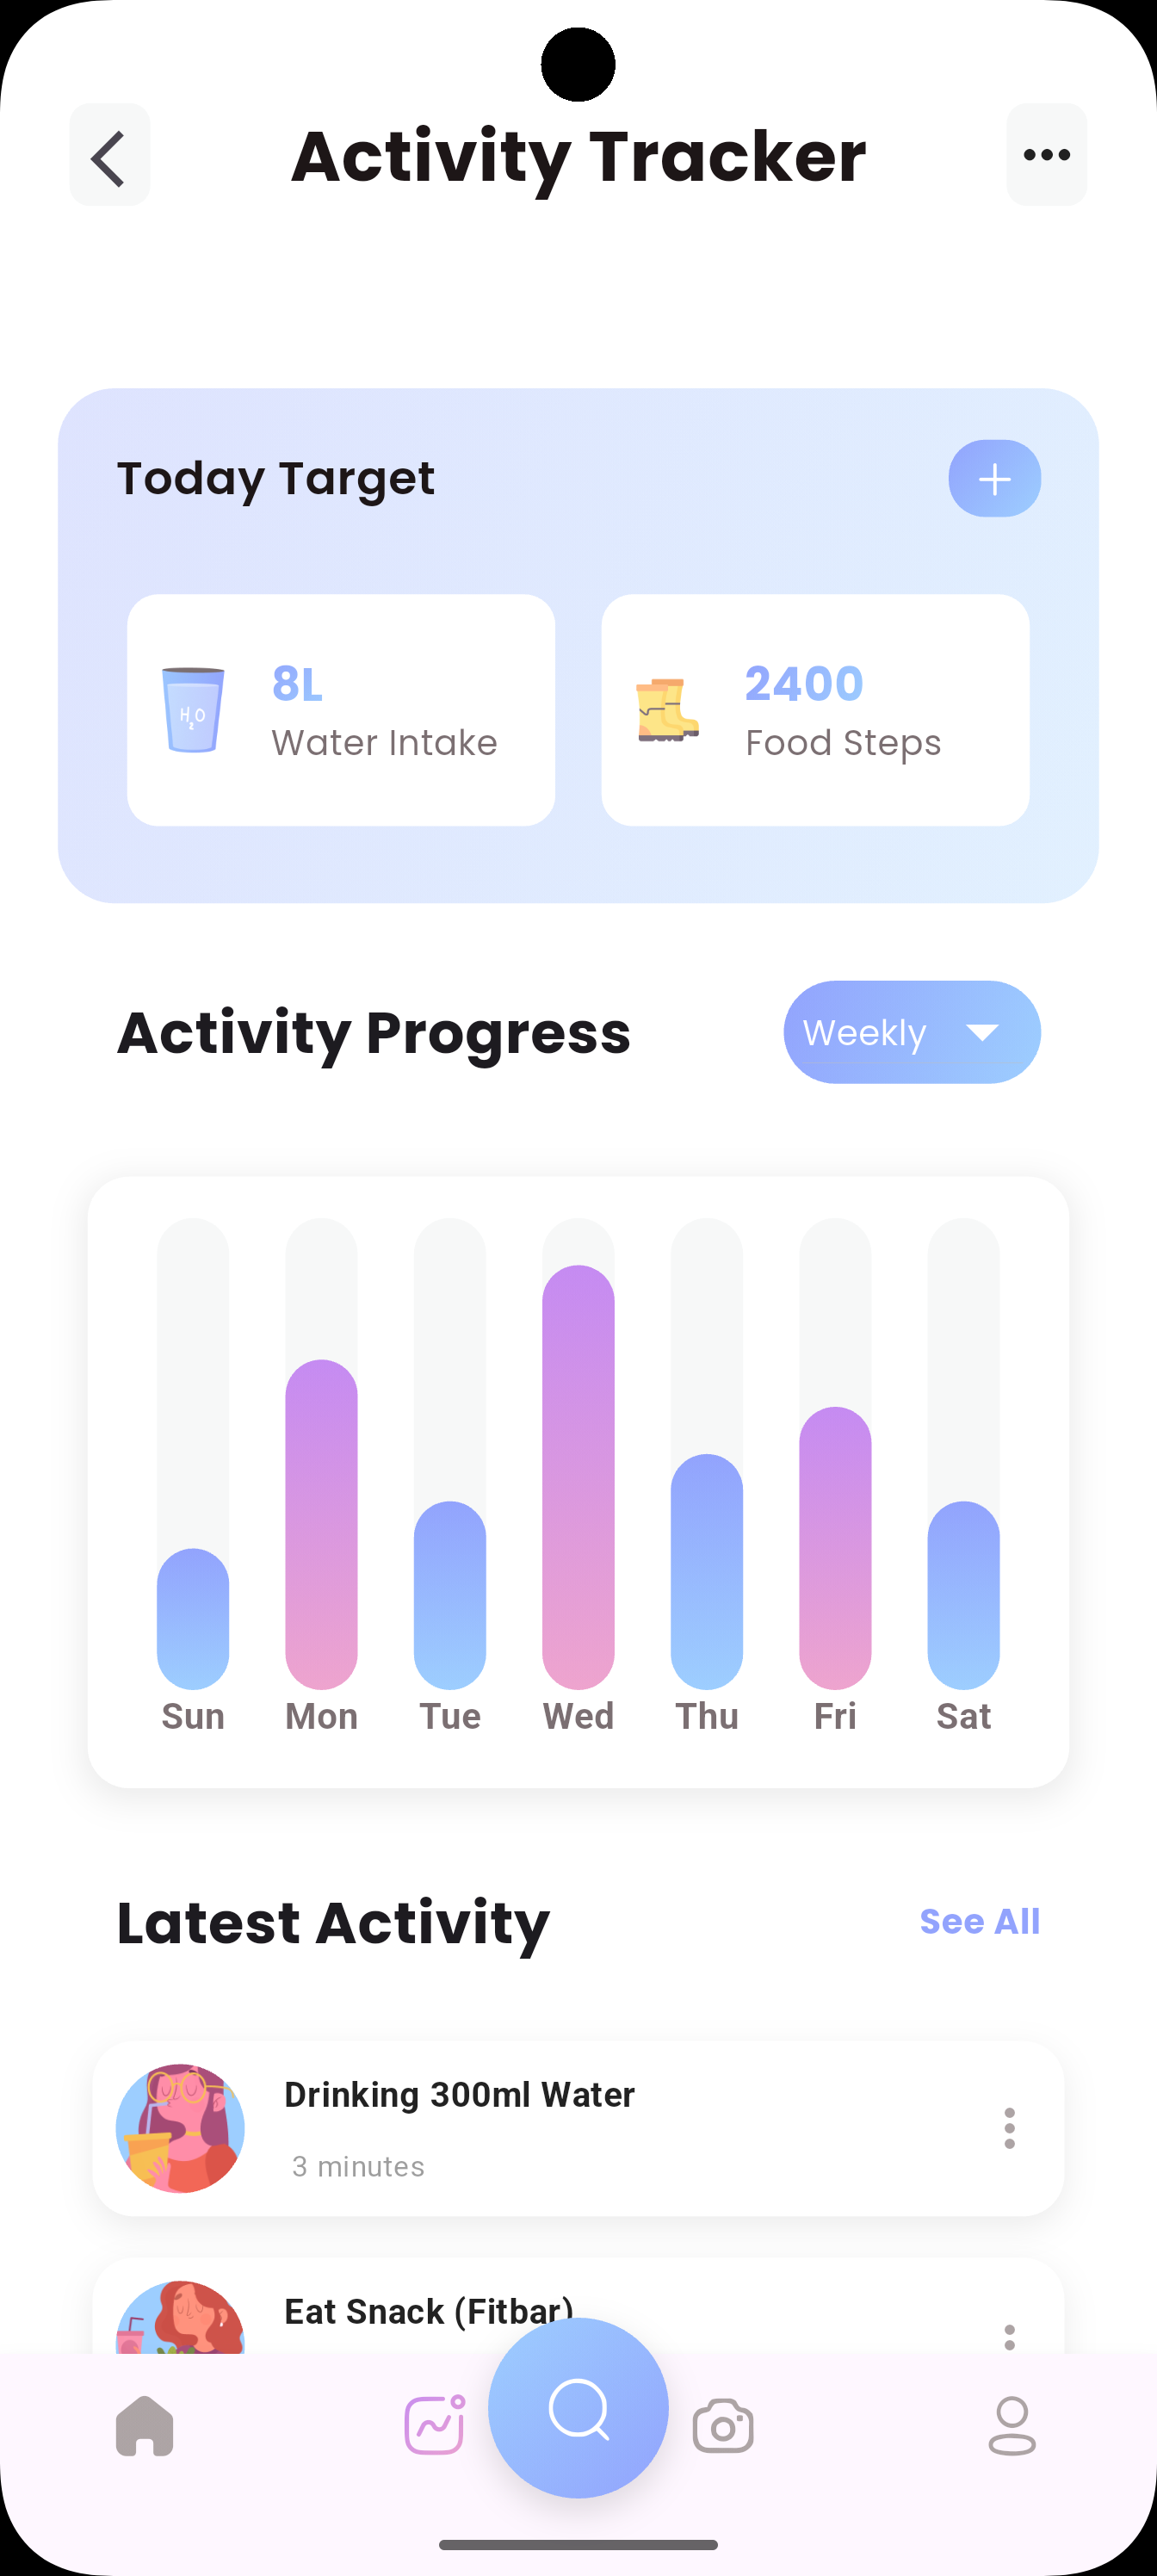 Activity Tracker
Today Target
8L
Water Intake
2400
Food Steps
H2O
Activity Progress
Weekly
Sun Mon Tue Wed Thu Fri Sat
Latest Activity
See All
Drinking 300ml Water
3 minutes
Eat Snack (Fitbar)